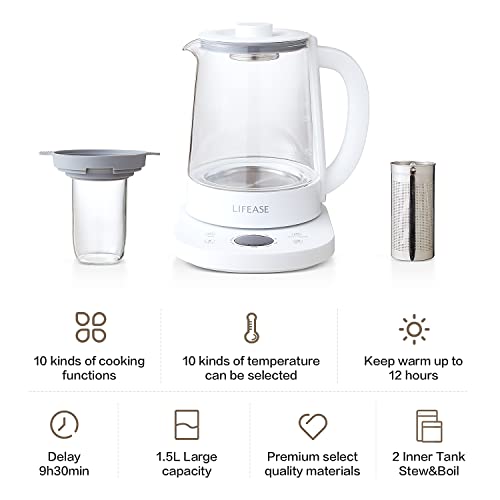 LIFEASE
10 kinds of cooking
functions
10 kinds of temperature
can be selected
Keep warm up to
12 hours
Delay
9h30min
1.5L Large
capacity
Premium select
quality materials
2 Inner Tank
Stew&Boil